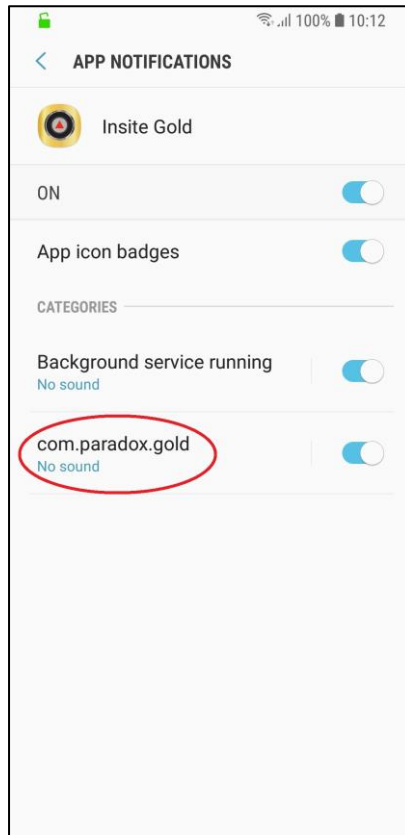 100% 10:12
APP NOTIFICATIONS
Insite Gold
ON
App icon badges
CATEGORIES
Background service running
No sound
com.paradox.gold
No sound